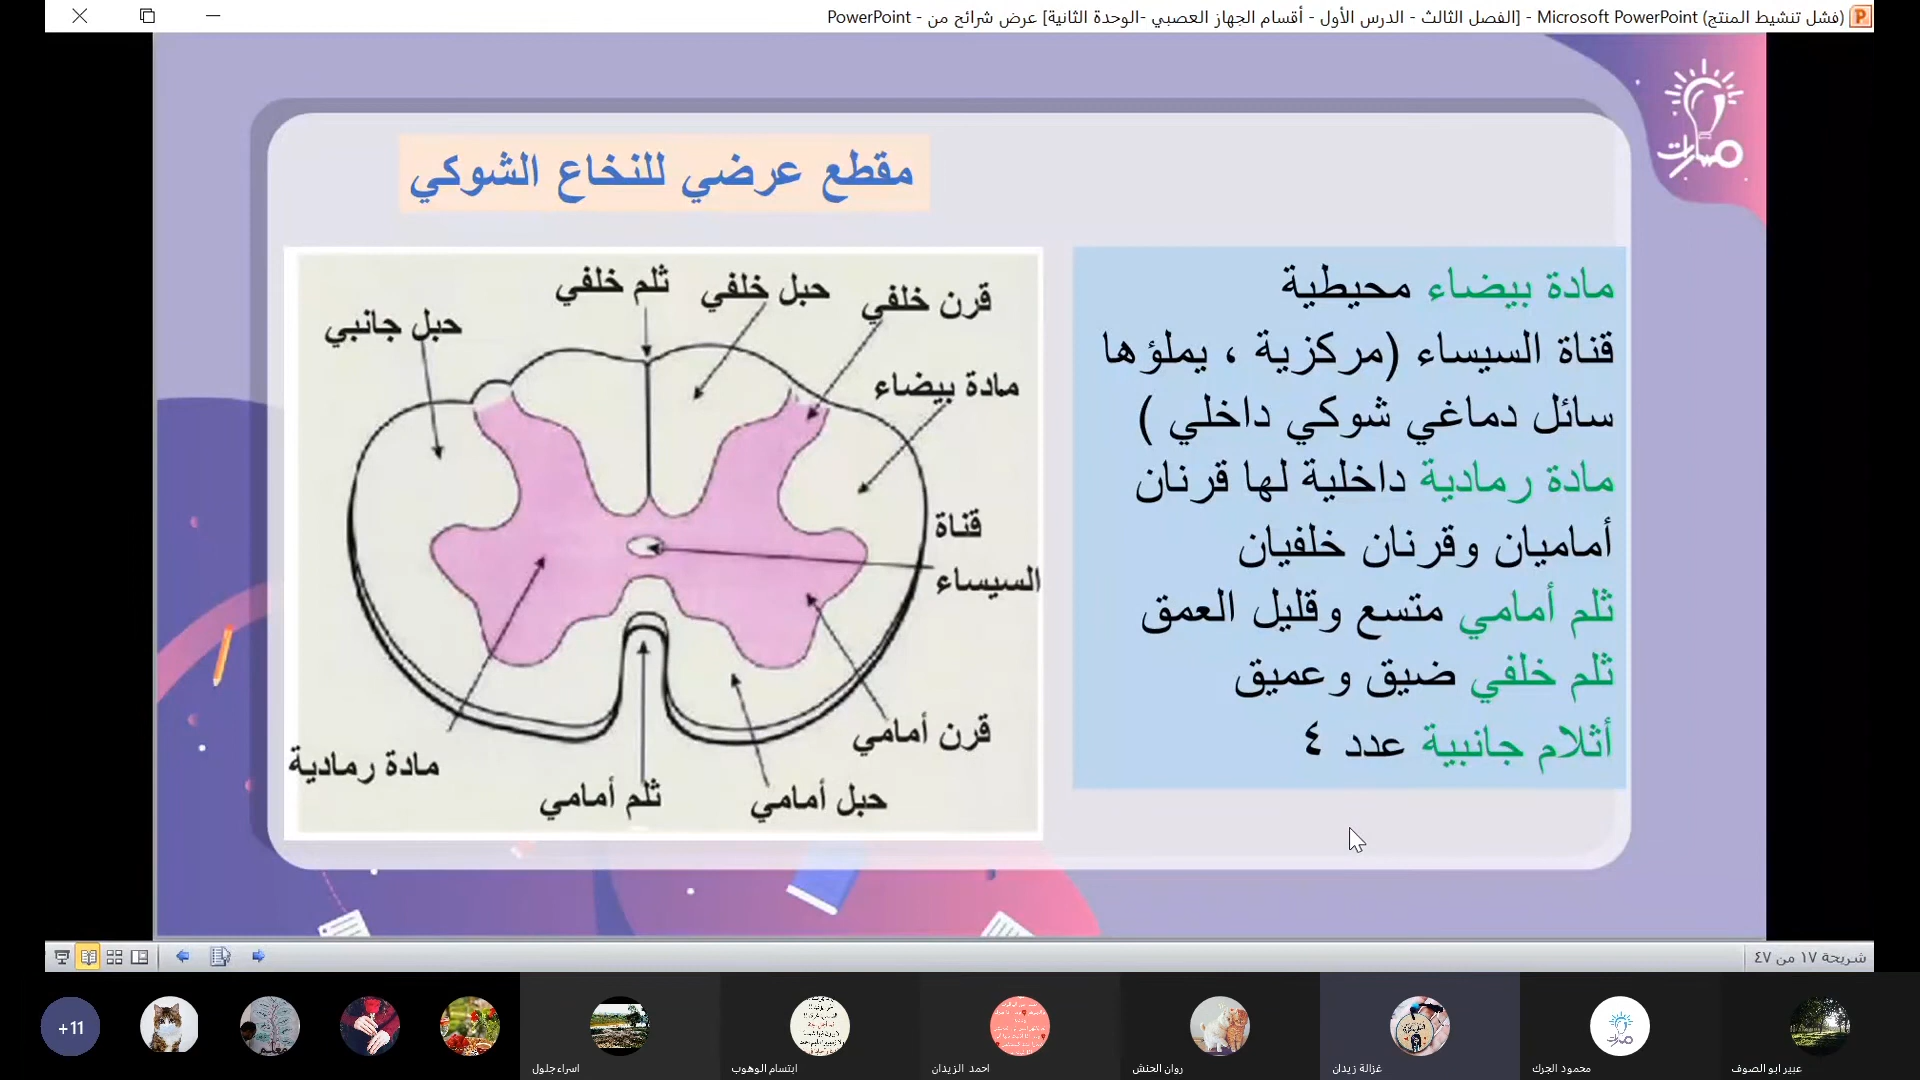 PowerPoint - [الفصل الثالث - الدرس الأول - أقسام الجهاز العصبي -الوحدة الثانية] عرض شرائح من - Microsoft PowerPoint (فشل تنشيط المنتج)
مسارات
مقطع عرضي للنخاع الشوكي
مادة بيضاء محيطية
قناة السيساء (مركزية ، يملؤها
سائل دماغي شوكي داخلي )
مادة رمادية داخلية لها قرنان
أماميان وقرنان خلفيان
ثلم أمامي متسع وقليل العمق
ثلم خلفي ضيق وعميق
أثلام جانبية عدد ٤
قرن خلفي
حبل خلفي
ثلم خلفي
حبل جانبي
مادة بيضاء
قناة
السيساء
قرن أمامي
حبل أمامي
ثلم أمامي
مادة رمادية
شريحة ١٧ من ٤٧
عبير ابو الصوف
محمود الجرك
غزالة زيدان
روان الحنش
احمد الزيدان
ابتسام الوهوب
اسراء جلول
+11